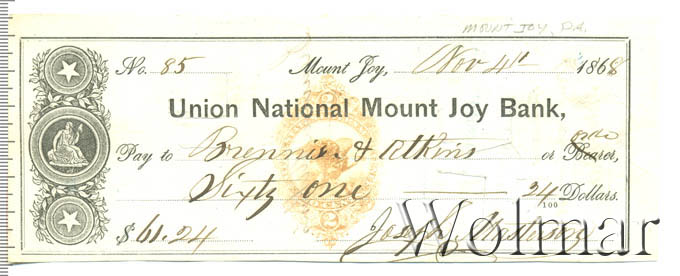 MOUNT JOY, PA.
No. 85 Mount Joy, Nov 4th 1868
Union National Mount Joy Bank,
Pay to & Atkins or Bearer, order
Sixty one 24/100 Dollars.
$61.24
Wolmar